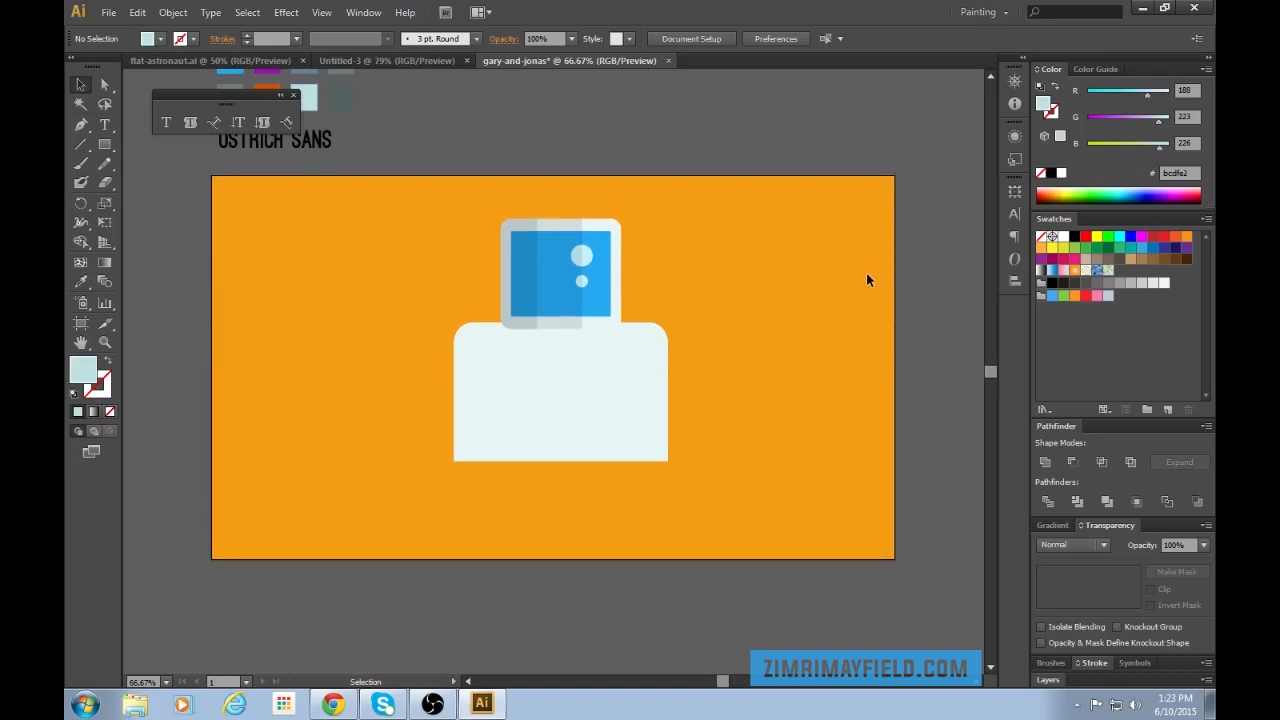 Ai File Edit Object Type Select Effect View Window Help Br Painting
No Selection Stroke: 3 pt. Round Opacity: 100% Style: Document Setup Preferences
flat-astronaut.ai @ 50% (RGB/Preview) × Untitled-3 @ 79% (RGB/Preview) × gary-and-jonas* @ 66.67% (RGB/Preview) ×
Color Color Guide
R 188
G 223
B 226
# bcdfe2
OSTRICH SANS
Swatches
Pathfinder
Shape Modes:
Expand
Pathfinders:
Gradient Transparency
Normal Opacity: 100%
Make Mask
Clip
Invert Mask
Isolate Blending Knockout Group
Opacity & Mask Define Knockout Shape
Brushes Stroke Symbols
Layers
ZIMRIMAYFIELD.COM
66.67% 1 Selection
Ai
1:23 PM
6/10/2015